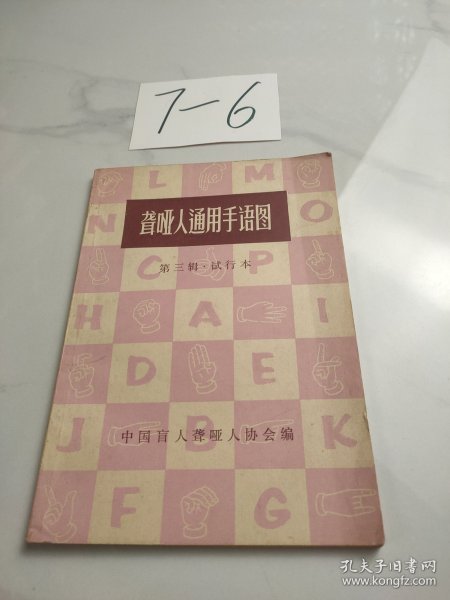 7-6
L M
聋哑人通用手语图
N O
第三辑·试行本
C P
H A I
D E
中国盲人聋哑人协会编
J B K
F G
孔夫子旧书网
www.kongfz.com